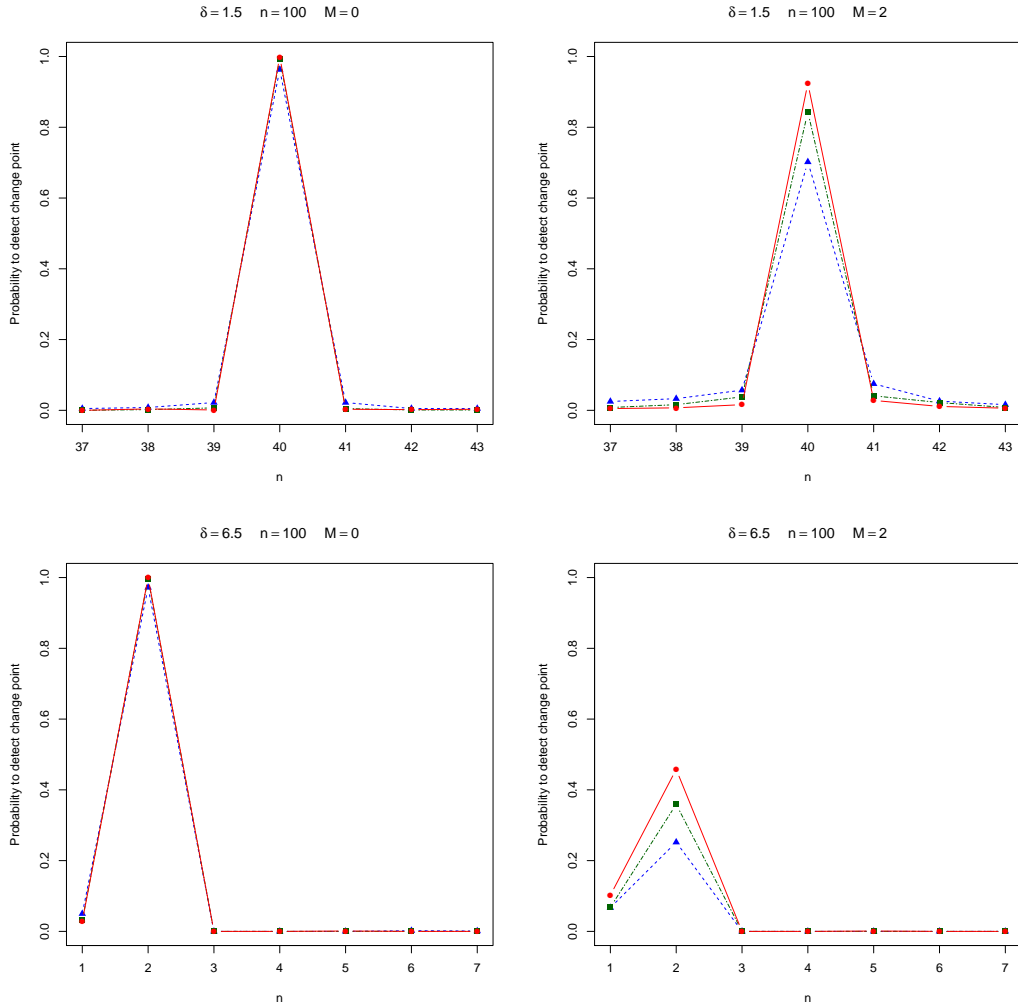 δ = 1.5 n = 100 M = 0
Probability to detect change point
1.0
0.8
0.6
0.4
0.2
0.0
37 38 39 40 41 42 43
n
δ = 1.5 n = 100 M = 2
Probability to detect change point
1.0
0.8
0.6
0.4
0.2
0.0
37 38 39 40 41 42 43
n
δ = 6.5 n = 100 M = 0
Probability to detect change point
1.0
0.8
0.6
0.4
0.2
0.0
1 2 3 4 5 6 7
n
δ = 6.5 n = 100 M = 2
Probability to detect change point
1.0
0.8
0.6
0.4
0.2
0.0
1 2 3 4 5 6 7
n